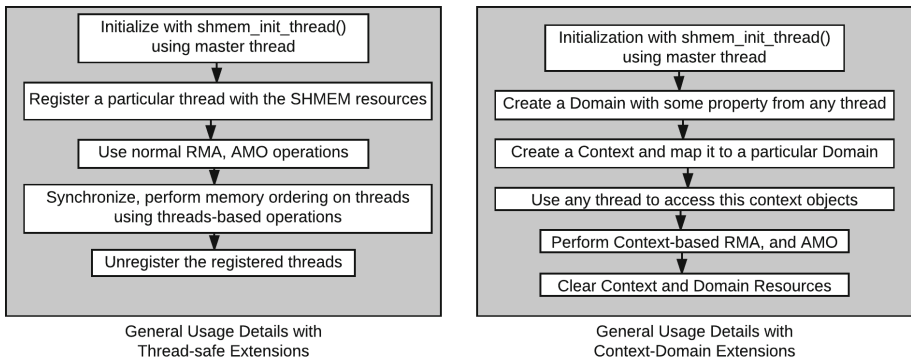 Initialize with shmem_init_thread()
using master thread
Register a particular thread with the SHMEM resources
Use normal RMA, AMO operations
Synchronize, perform memory ordering on threads
using threads-based operations
Unregister the registered threads
General Usage Details with
Thread-safe Extensions
Initialization with shmem_init_thread()
using master thread
Create a Domain with some property from any thread
Create a Context and map it to a particular Domain
Use any thread to access this context objects
Perform Context-based RMA, and AMO
Clear Context and Domain Resources
General Usage Details with
Context-Domain Extensions